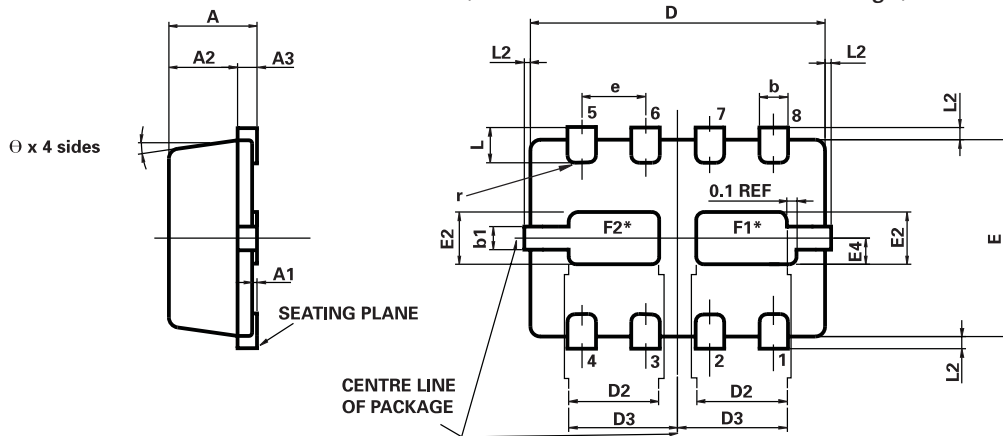 A
D
A2
A3
L2
L2
e
b
L2
5
6
7
8
Θ x 4 sides
L
r
0.1 REF
F2*
F1*
E2
b1
E4
E2
E
A1
SEATING PLANE
4
3
2
1
L2
CENTRE LINE
OF PACKAGE
D2
D2
D3
D3